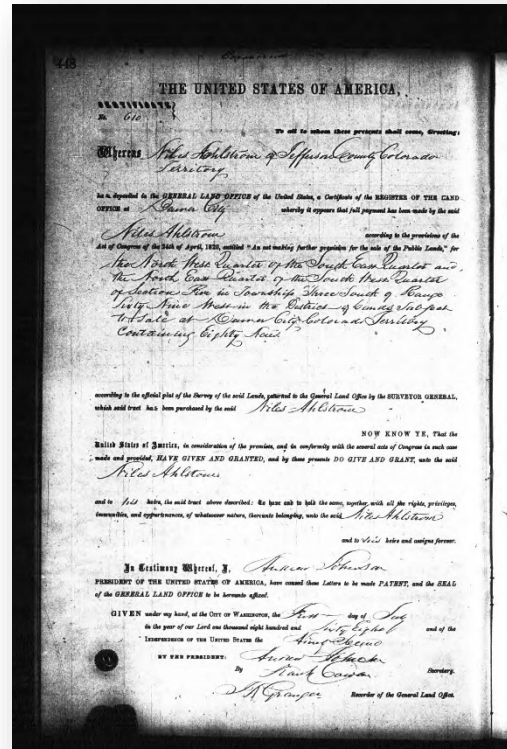 448
THE UNITED STATES OF AMERICA,
No 610
To all to whom these presents shall come, Greeting:
Whereas Niles Ahlstrom of Jefferson County Colorado
Territory
ha s deposited in the GENERAL LAND OFFICE of the United States, a Certificate of the REGISTER OF THE LAND
OFFICE at Denver City whereby it appears that full payment has been made by the said
Niles Ahlstrom according to the provisions of the
Act of Congress of the 24th of April, 1820, entitled "An act making further provision for the sale of the Public Lands," for
the North West Quarter of the South East Quarter and
the North East Quarter of the South West Quarter
of Section Five in Township Three South of Range
Sixty Nine West in the District of Lands Subject
to Sale at Denver City Colorado Territory
Containing Eighty Acres
according to the official plat of the Survey of the said Lands, returned to the General Land Office by the SURVEYOR GENERAL,
which said tract has been purchased by the said Niles Ahlstrom
NOW KNOW YE, That the
United States of America, in consideration of the premises, and in conformity with the several acts of Congress in such case
made and provided, HAVE GIVEN AND GRANTED, and by these presents DO GIVE AND GRANT, unto the said
Niles Ahlstrom
and to his heirs, the said tract above described: To have and to hold the same, together with all the rights, privileges,
immunities, and appurtenances, of whatsoever nature, thereunto belonging, unto the said Niles Ahlstrom
and to his heirs and assigns forever.
In Testimony Whereof, I, Andrew Johnson
PRESIDENT OF THE UNITED STATES OF AMERICA, have caused these Letters to be made PATENT, and the SEAL
of the GENERAL LAND OFFICE to be hereunto affixed.
GIVEN under my hand, at the CITY OF WASHINGTON, the First day of July
in the year of our Lord one thousand eight hundred and Sixty Eight and of the
INDEPENDENCE OF THE UNITED STATES the Ninety Second
BY THE PRESIDENT: Andrew Johnson
By Frank Cowan Secretary.
Granger Recorder of the General Land Office.